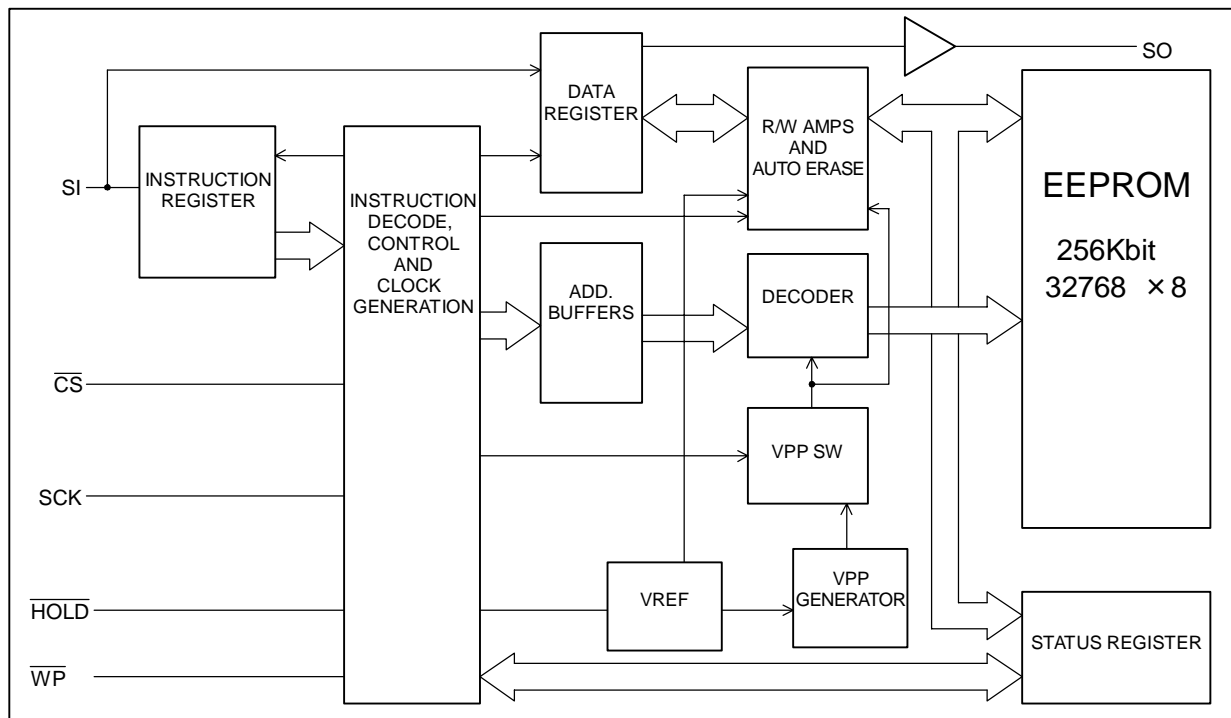 SO
DATA
REGISTER
R/W AMPS
AND
AUTO ERASE
EEPROM
256Kbit
32768 ×8
SI
INSTRUCTION
REGISTER
INSTRUCTION
DECODE,
CONTROL
AND
CLOCK
GENERATION
ADD.
BUFFERS
DECODER
CS
VPP SW
SCK
VREF
VPP
GENERATOR
HOLD
STATUS REGISTER
WP